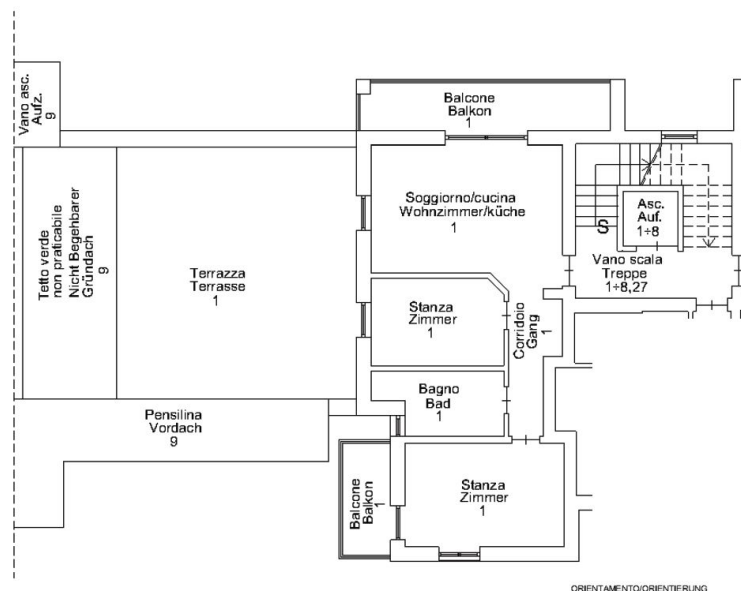 Vano asc.
Aufz.
9
Balcone
Balkon
1
Tetto verde
non praticabile
Nicht Begehbarer
Gründach
9
Terrazza
Terrasse
1
Soggiorno/cucina
Wohnzimmer/küche
1
S
Asc.
Auf.
1÷8
Vano scala
Treppe
1÷8,27
Stanza
Zimmer
1
Corridoio
Gang
1
Bagno
Bad
1
Pensilina
Vordach
9
Balcone
Balkon
1
Stanza
Zimmer
1
ORIENTAMENTO/ORIENTIERUNG